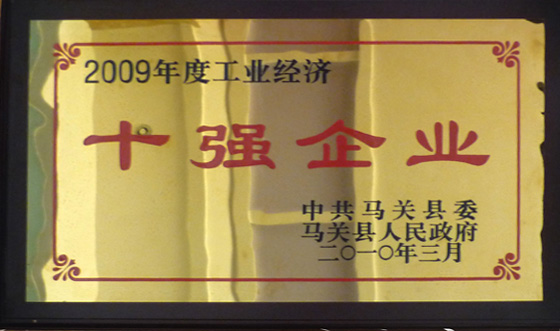 2009年度工业经济
十强企业
中共马关县委
马关县人民政府
二〇一〇年三月